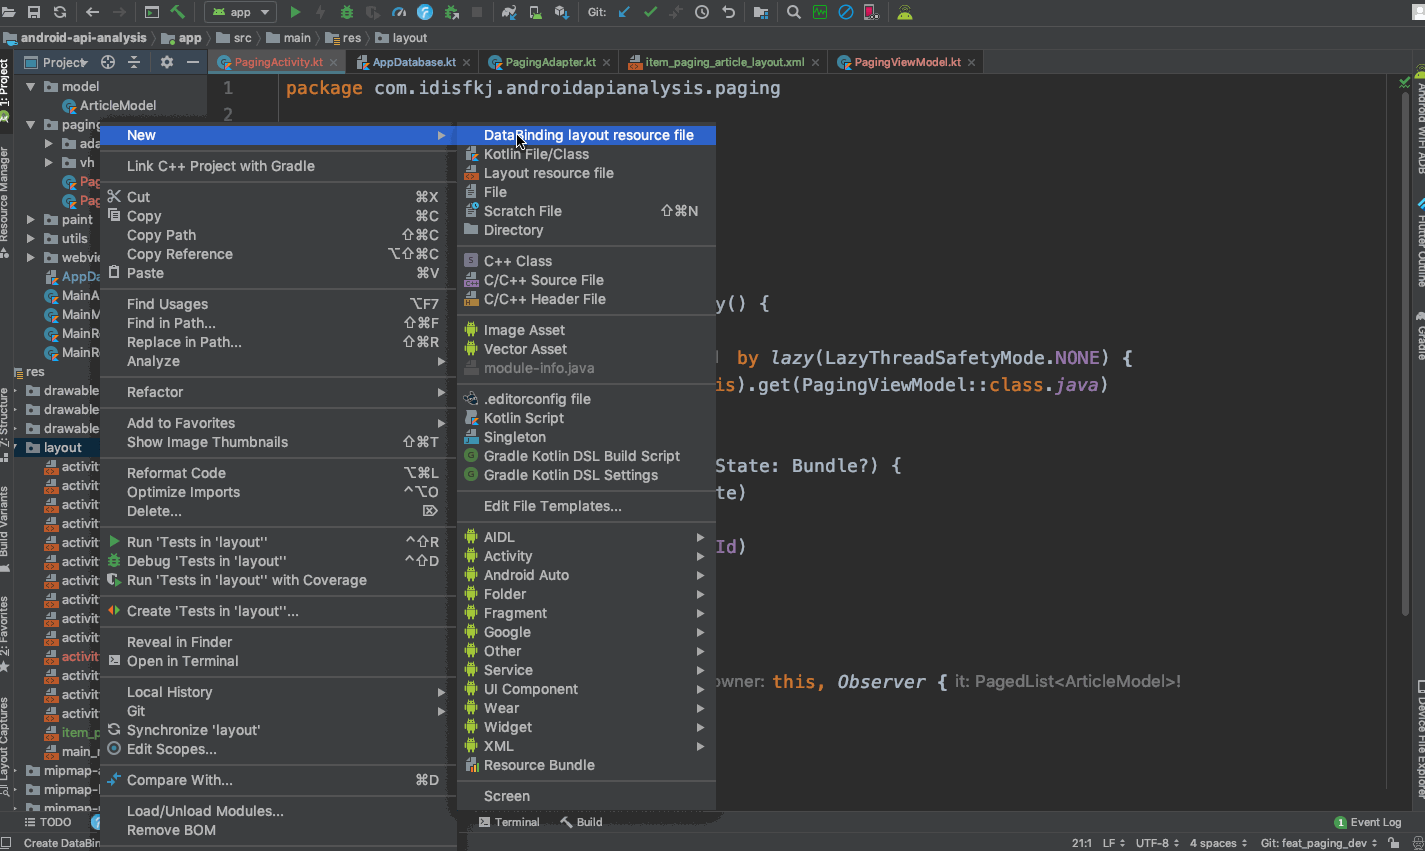 app
Git:
android-api-analysis
app
src
main
res
layout
Project
PagingActivity.kt
AppDatabase.kt
PagingAdapter.kt
item_paging_article_layout.xml
PagingViewModel.kt
1: Project
Resource Manager
7: Structure
Build Variants
2: Favorites
Layout Captures
model
ArticleModel
paging
ada
vh
Pag
Pag
paint
utils
webvie
AppDa
MainA
MainM
MainR
MainR
res
drawable
drawable
drawable
layout
activit
activit
activit
activit
activit
activit
activit
activit
activit
activit
activit
activit
activit
activit
item_p
main_r
mipmap-a
mipmap-h
mipmap-m
1
2
package com.idisfkj.androidapianalysis.paging
y() {
by lazy(LazyThreadSafetyMode.NONE) {
is).get(PagingViewModel::class.java)
State: Bundle?) {
te)
Id)
owner: this, Observer { it: PagedList<ArticleModel>!
New
Link C++ Project with Gradle
Cut ⌘X
Copy ⌘C
Copy Path ⇧⌘C
Copy Reference ⌥⇧⌘C
Paste ⌘V
Find Usages ⌥F7
Find in Path... ⇧⌘F
Replace in Path... ⇧⌘R
Analyze
Refactor
Add to Favorites
Show Image Thumbnails ⇧⌘T
Reformat Code ⌥⌘L
Optimize Imports ^⌥O
Delete... ⌦
Run 'Tests in 'layout'' ^⇧R
Debug 'Tests in 'layout'' ^⇧D
Run 'Tests in 'layout'' with Coverage
Create 'Tests in 'layout''...
Reveal in Finder
Open in Terminal
Local History
Git
Synchronize 'layout'
Edit Scopes...
Compare With... ⌘D
Load/Unload Modules...
Remove BOM
DataBinding layout resource file
Kotlin File/Class
Layout resource file
File
Scratch File ⇧⌘N
Directory
C++ Class
C/C++ Source File
C/C++ Header File
Image Asset
Vector Asset
module-info.java
.editorconfig file
Kotlin Script
Singleton
Gradle Kotlin DSL Build Script
Gradle Kotlin DSL Settings
Edit File Templates...
AIDL
Activity
Android Auto
Folder
Fragment
Google
Other
Service
UI Component
Wear
Widget
XML
Resource Bundle
Screen
Android WiFi ADB
Flutter Outline
Gradle
Device File Explorer
TODO
Terminal
Build
1 Event Log
Create DataBin
21:1 LF UTF-8 4 spaces Git: feat_paging_dev